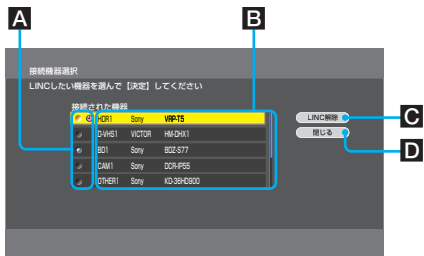 A
B
接続機器選択
LINCしたい機器を選んで【決定】してください
接続された機器
HDR1 Sony VRP-T5
D-VHS1 VICTOR HM-DHX1
BD1 Sony BDZ-S77
CAM1 Sony DCR-IP55
OTHER1 Sony KD-36HD900
LINC解除
C
閉じる
D